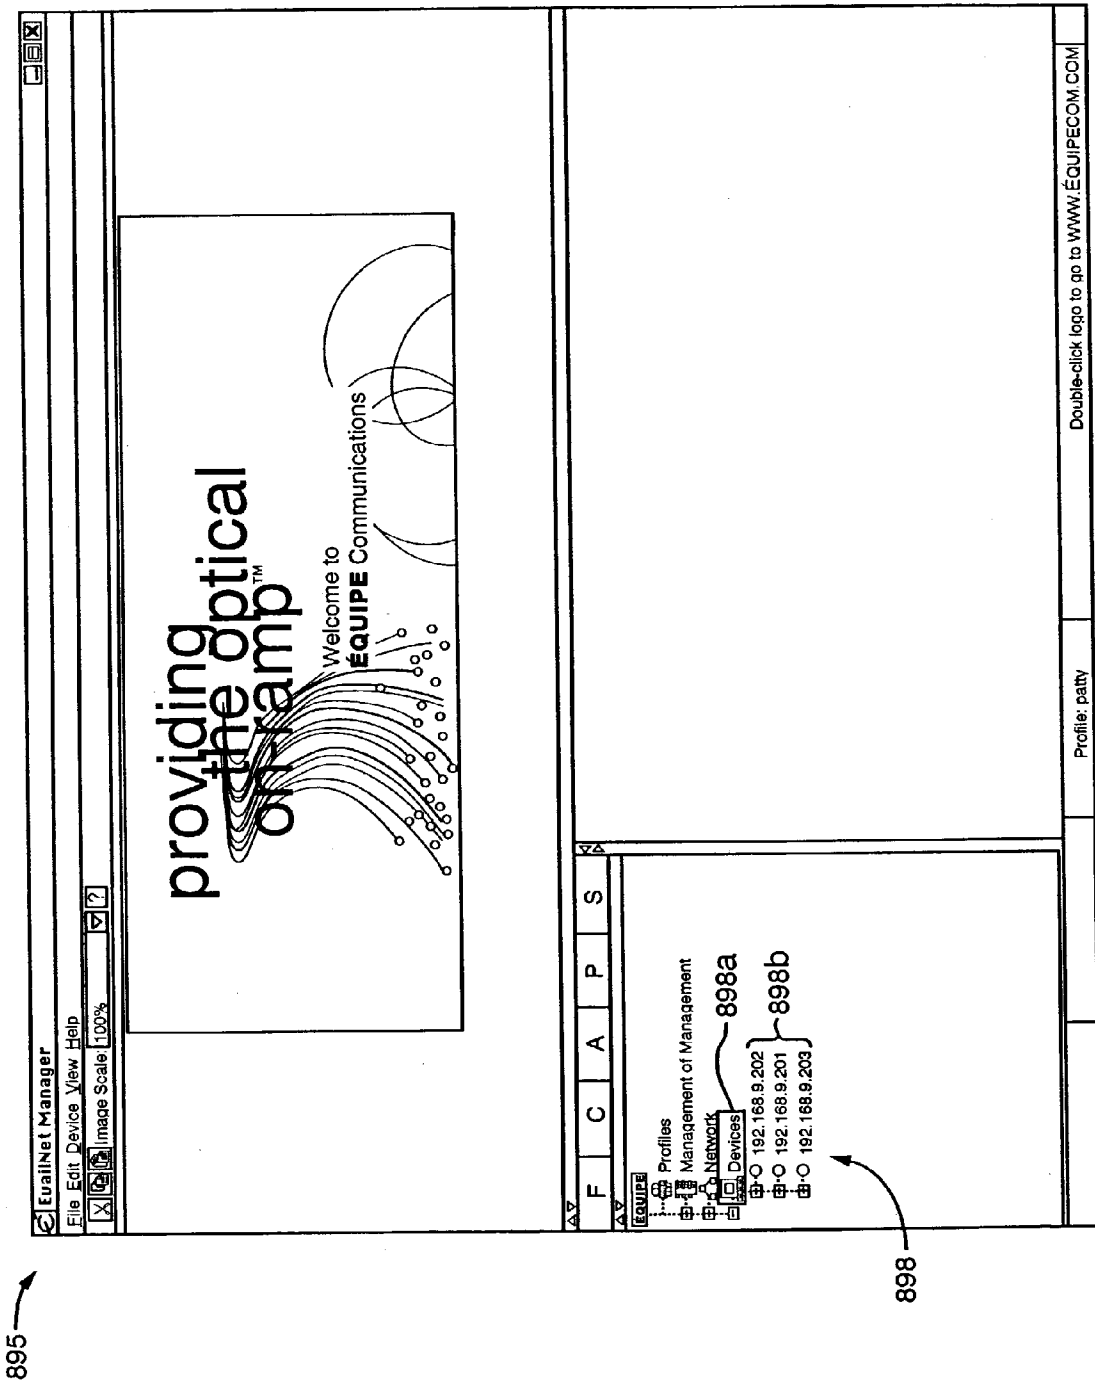 895
EuailNet Manager
File Edit Device View Help
Image Scale: 100%
?
providing
the optical
on-ramp™
Welcome to
ÉQUIPE Communications
F C A P S
ÉQUIPE
Profiles
Management of Management
Network
Devices
898a
192.168.9.202
192.168.9.201
192.168.9.203
898b
898
Profile: patty
Double-click logo to go to WWW.ÉQUIPECOM.COM